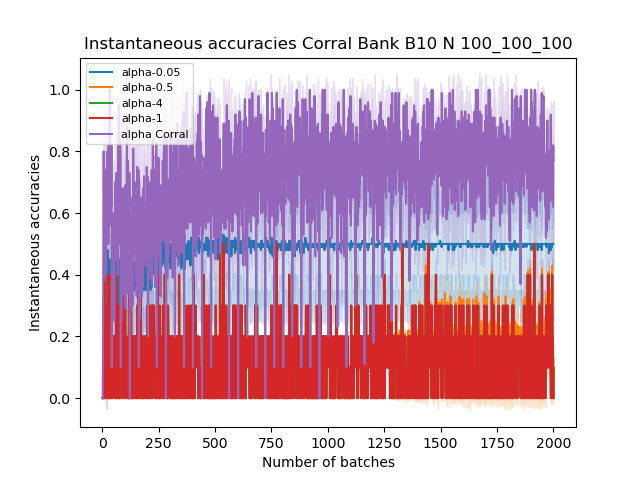 Instantaneous accuracies Corral Bank B10 N 100_100_100
alpha-0.05
alpha-0.5
alpha-4
alpha-1
alpha Corral
1.0
0.8
0.6
0.4
0.2
0.0
Instantaneous accuracies
0 250 500 750 1000 1250 1500 1750 2000
Number of batches